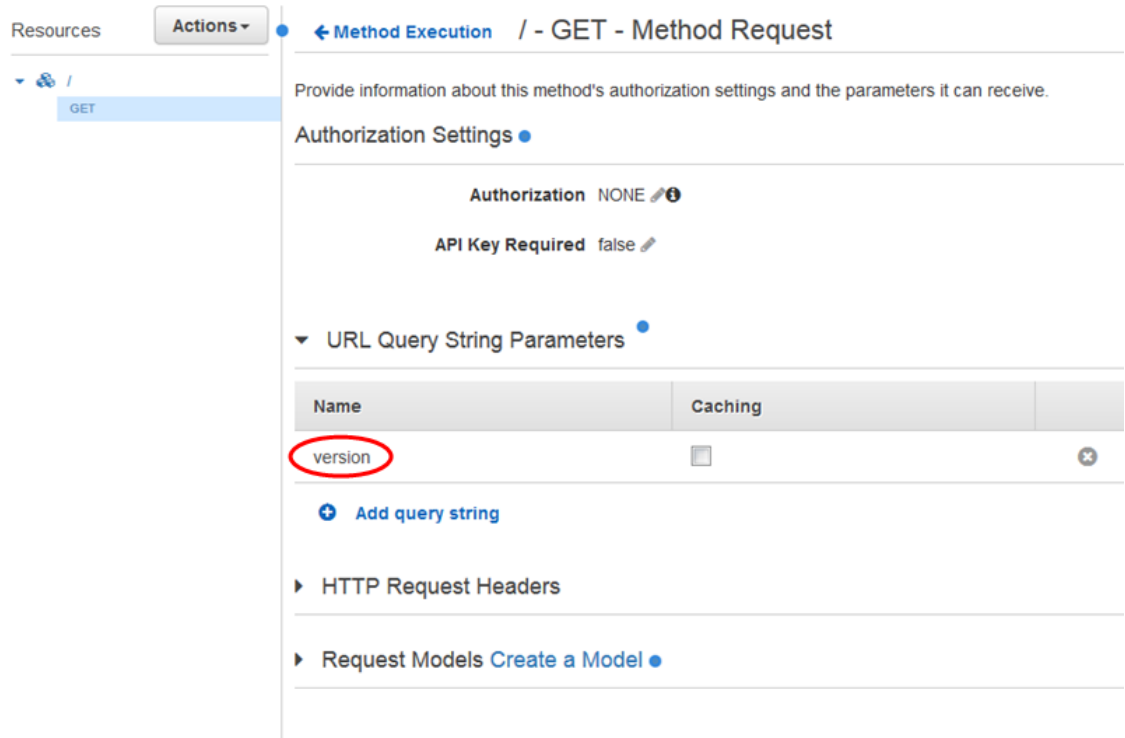 Resources
Actions
/
GET
Method Execution / - GET - Method Request
Provide information about this method's authorization settings and the parameters it can receive.
Authorization Settings
Authorization NONE
API Key Required false
URL Query String Parameters
Name Caching
version
Add query string
HTTP Request Headers
Request Models Create a Model